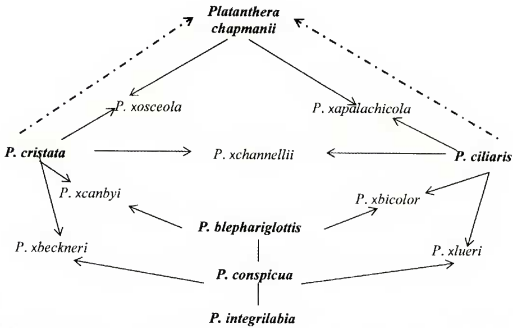 Platanthera
chapmanii
P. xosceola
P. xapalachicola
P. cristata
P. xchannellii
P. ciliaris
P. xcanbyi
P. xbicolor
P. blephariglottis
P. xbeckneri
P. xlueri
P. conspicua
P. integrilabia